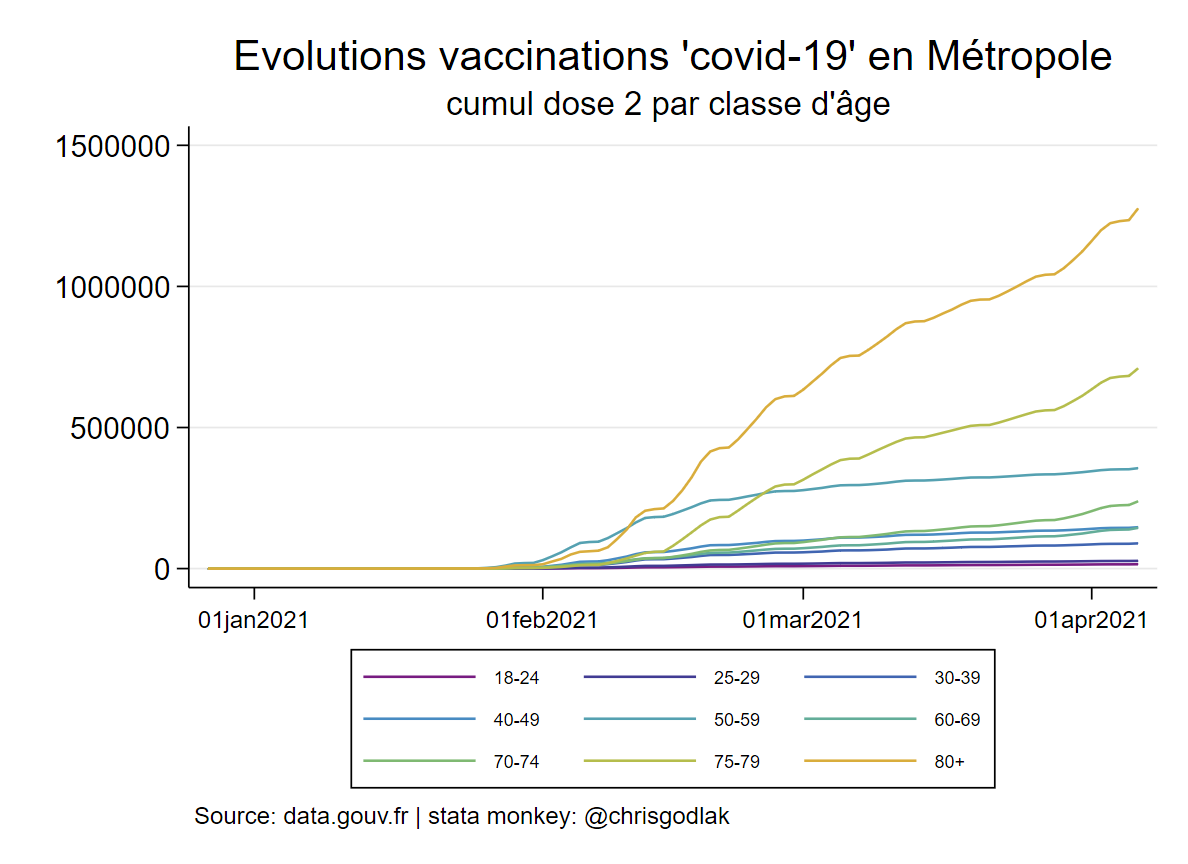 Evolutions vaccinations 'covid-19' en Métropole
cumul dose 2 par classe d'âge
1500000
1000000
500000
0
01jan2021 01feb2021 01mar2021 01apr2021
18-24 25-29 30-39
40-49 50-59 60-69
70-74 75-79 80+
Source: data.gouv.fr | stata monkey: @chrisgodlak